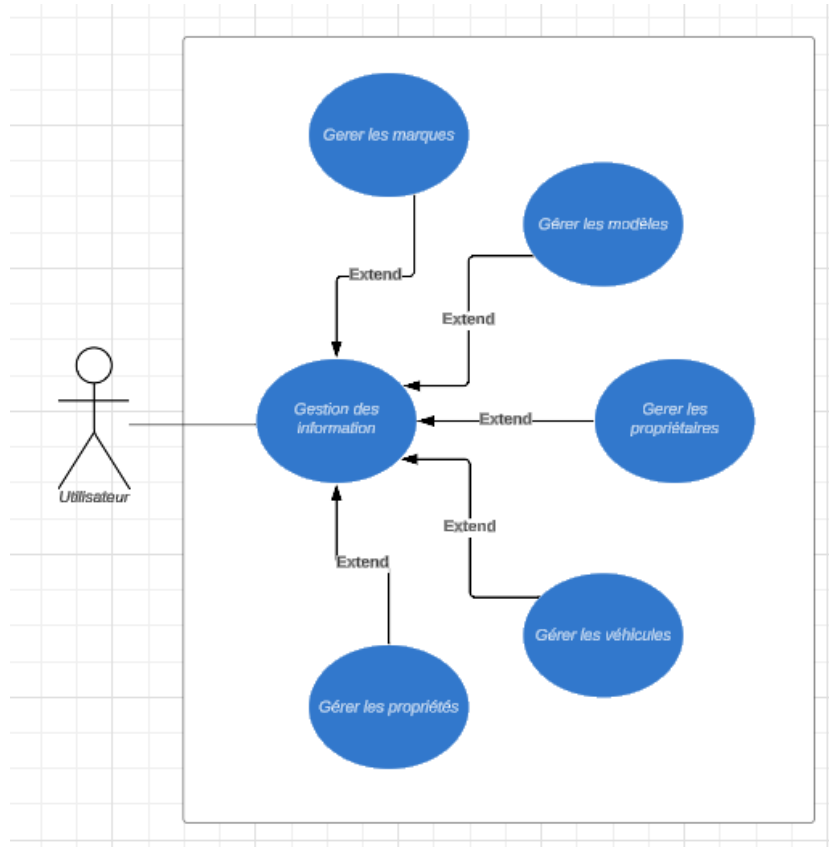 Gerer les marques
Gérer les modèles
Extend
Extend
Gestion des
information
Extend
Gerer les
propriétaires
Utilisateur
Extend
Extend
Gérer les véhicules
Gérer les propriétés